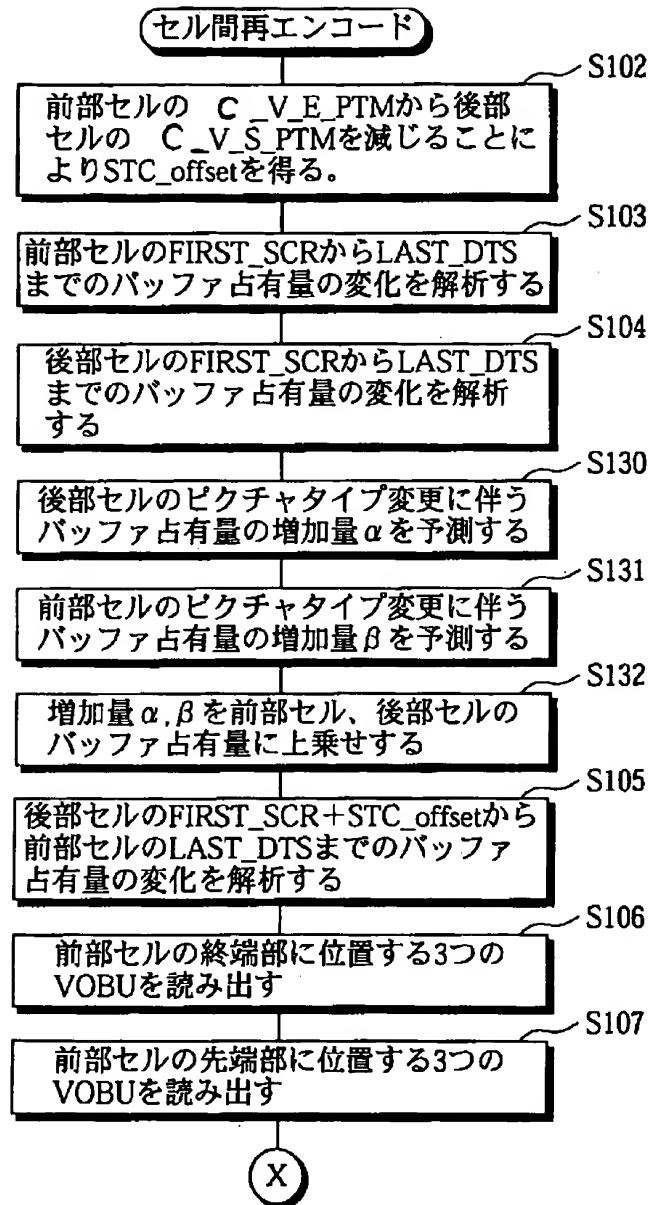 セル間再エンコード
S102
前部セルの C_V_E_PTMから後部
セルの C_V_S_PTMを減じることに
よりSTC_offsetを得る。
S103
前部セルのFIRST_SCRからLAST_DTS
までのバッファ占有量の変化を解析する
S104
後部セルのFIRST_SCRからLAST_DTS
までのバッファ占有量の変化を解析
する
S130
後部セルのピクチャタイプ変更に伴う
バッファ占有量の増加量αを予測する
S131
前部セルのピクチャタイプ変更に伴う
バッファ占有量の増加量βを予測する
S132
増加量α,βを前部セル、後部セルの
バッファ占有量に上乗せする
S105
後部セルのFIRST_SCR+STC_offsetから
前部セルのLAST_DTSまでのバッファ
占有量の変化を解析する
S106
前部セルの終端部に位置する3つの
VOBUを読み出す
S107
前部セルの先端部に位置する3つの
VOBUを読み出す
X